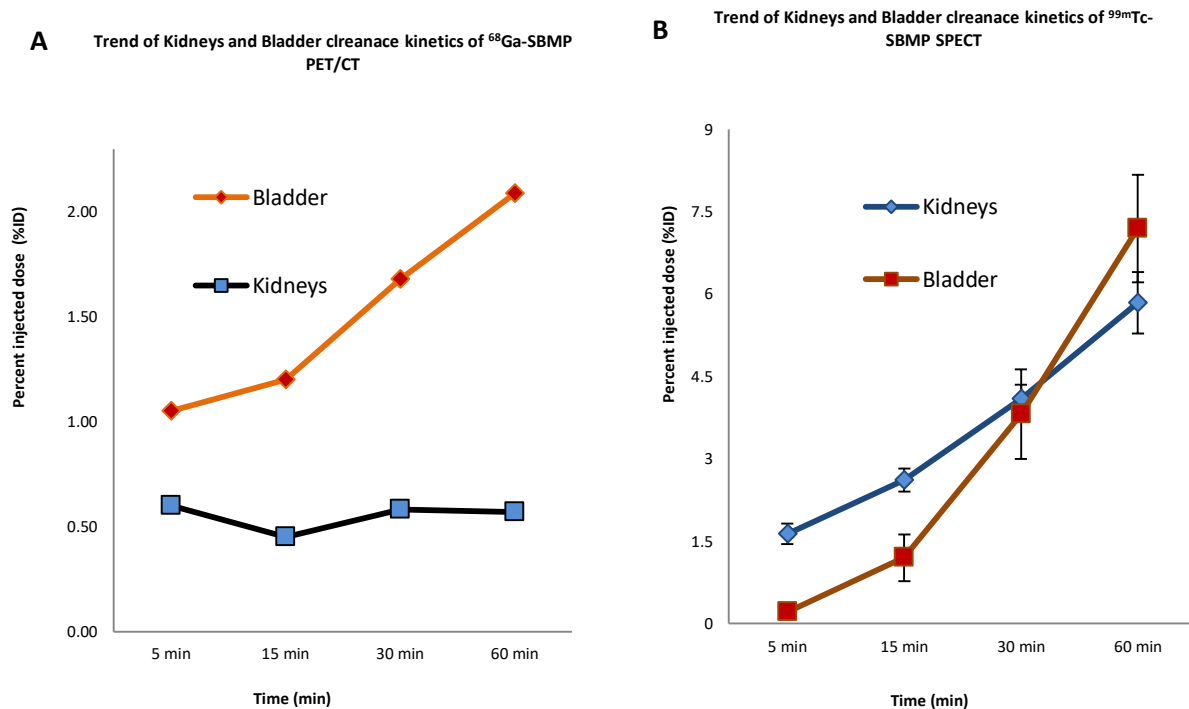 A
Trend of Kidneys and Bladder clreanace kinetics of ⁶⁸Ga-SBMP
PET/CT
Percent injected dose (%ID)
2.00
1.50
1.00
0.50
0.00
Bladder
Kidneys
5 min 15 min 30 min 60 min
Time (min)
B
Trend of Kidneys and Bladder clreanace kinetics of ⁹⁹ᵐTc-
SBMP SPECT
Percent injected dose (%ID)
9
7.5
6
4.5
3
1.5
0
Kidneys
Bladder
5 min 15 min 30 min 60 min
Time (min)